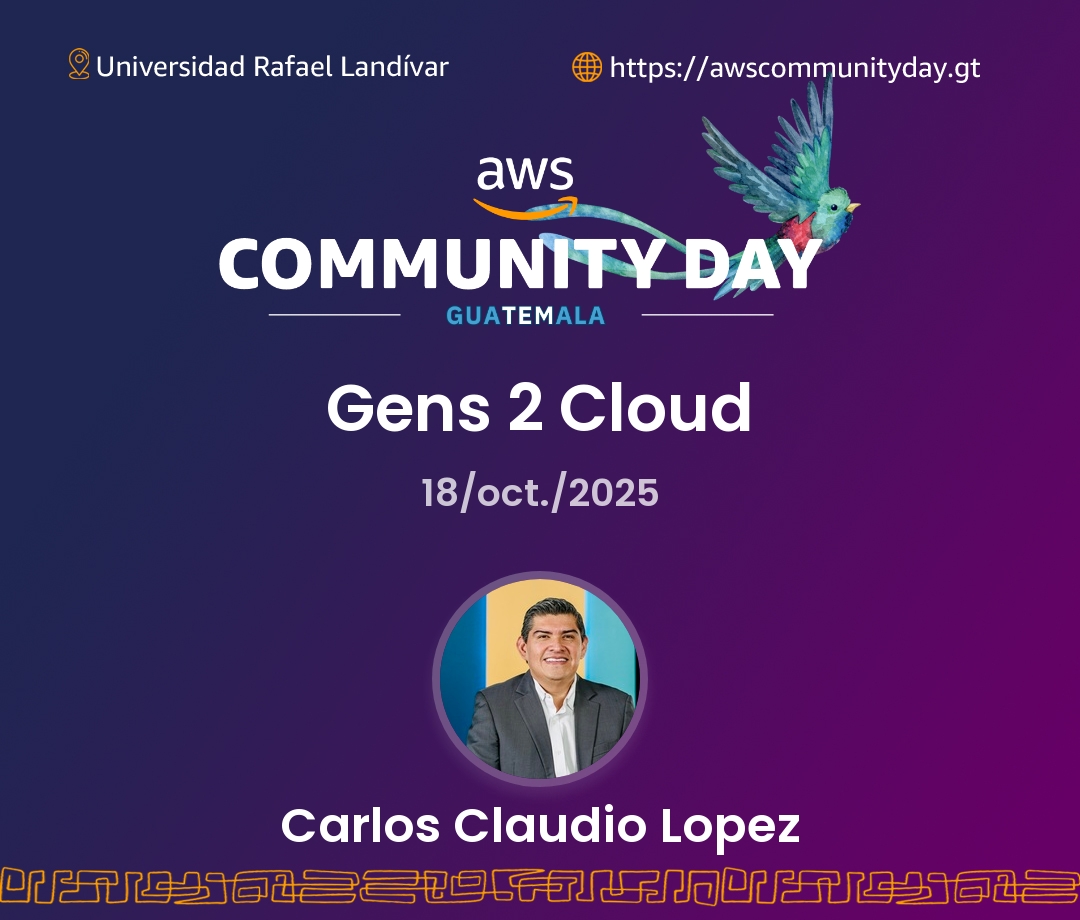 Universidad Rafael Landívar
https://awscommunityday.gt
aws
COMMUNITY DAY
GUATEMALA
Gens 2 Cloud
18/oct./2025
Carlos Claudio Lopez